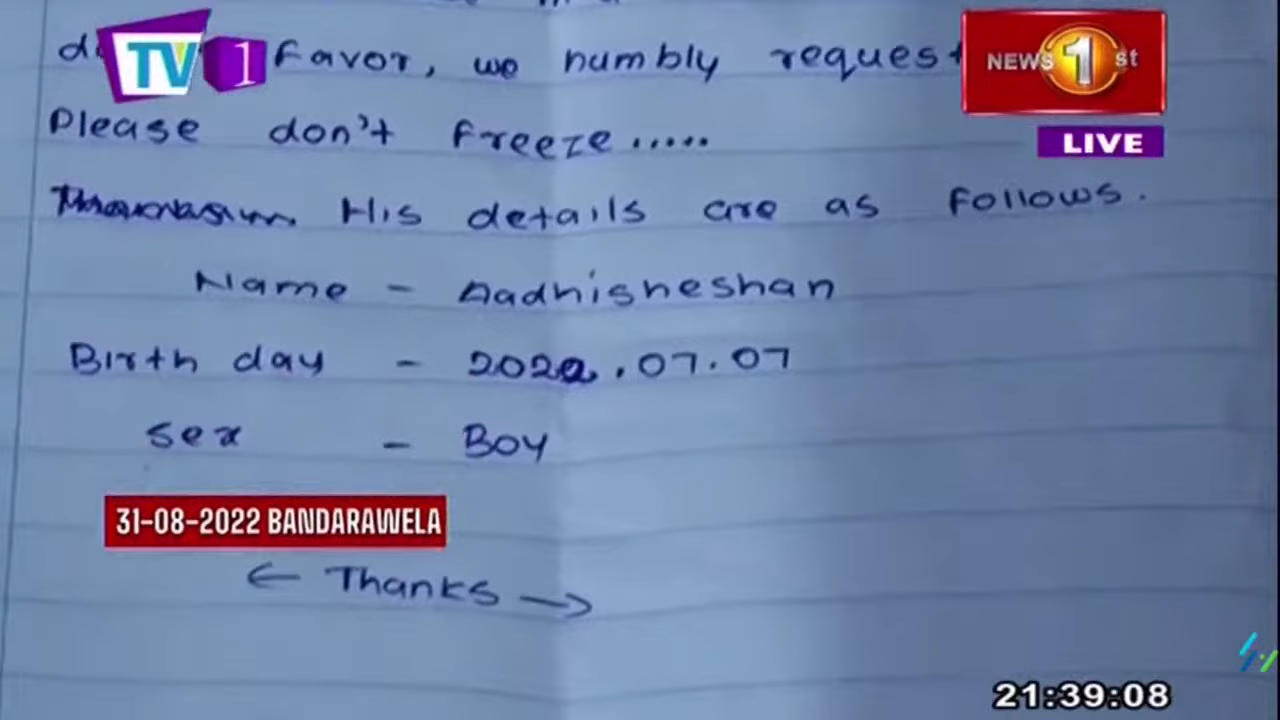 TV 1
NEWS 1st
LIVE
Favor, we humbly request
Please don't freeze.....
His details are as follows.
Name - Aadhisheshan
Birth day - 2022.07.07
Sex - Boy
31-08-2022 BANDARAWELA
← Thanks →
21:39:08